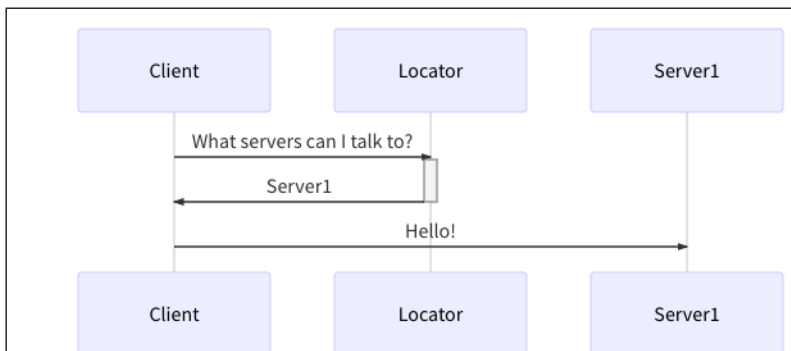 Client Locator Server1
What servers can I talk to?
Server1
Hello!
Client Locator Server1